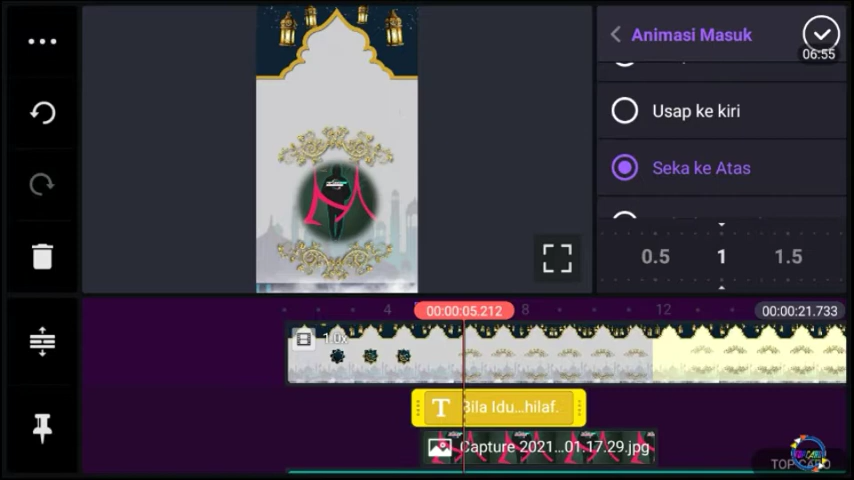 Animasi Masuk
06:55
Usap ke kiri
Seka ke Atas
0.5 1 1.5
4 00:00:05.212 8 12 00:00:21.733
1.0x
T Bila Idu...hilaf.
Capture 2021...01.17.29.jpg
TOP CARD